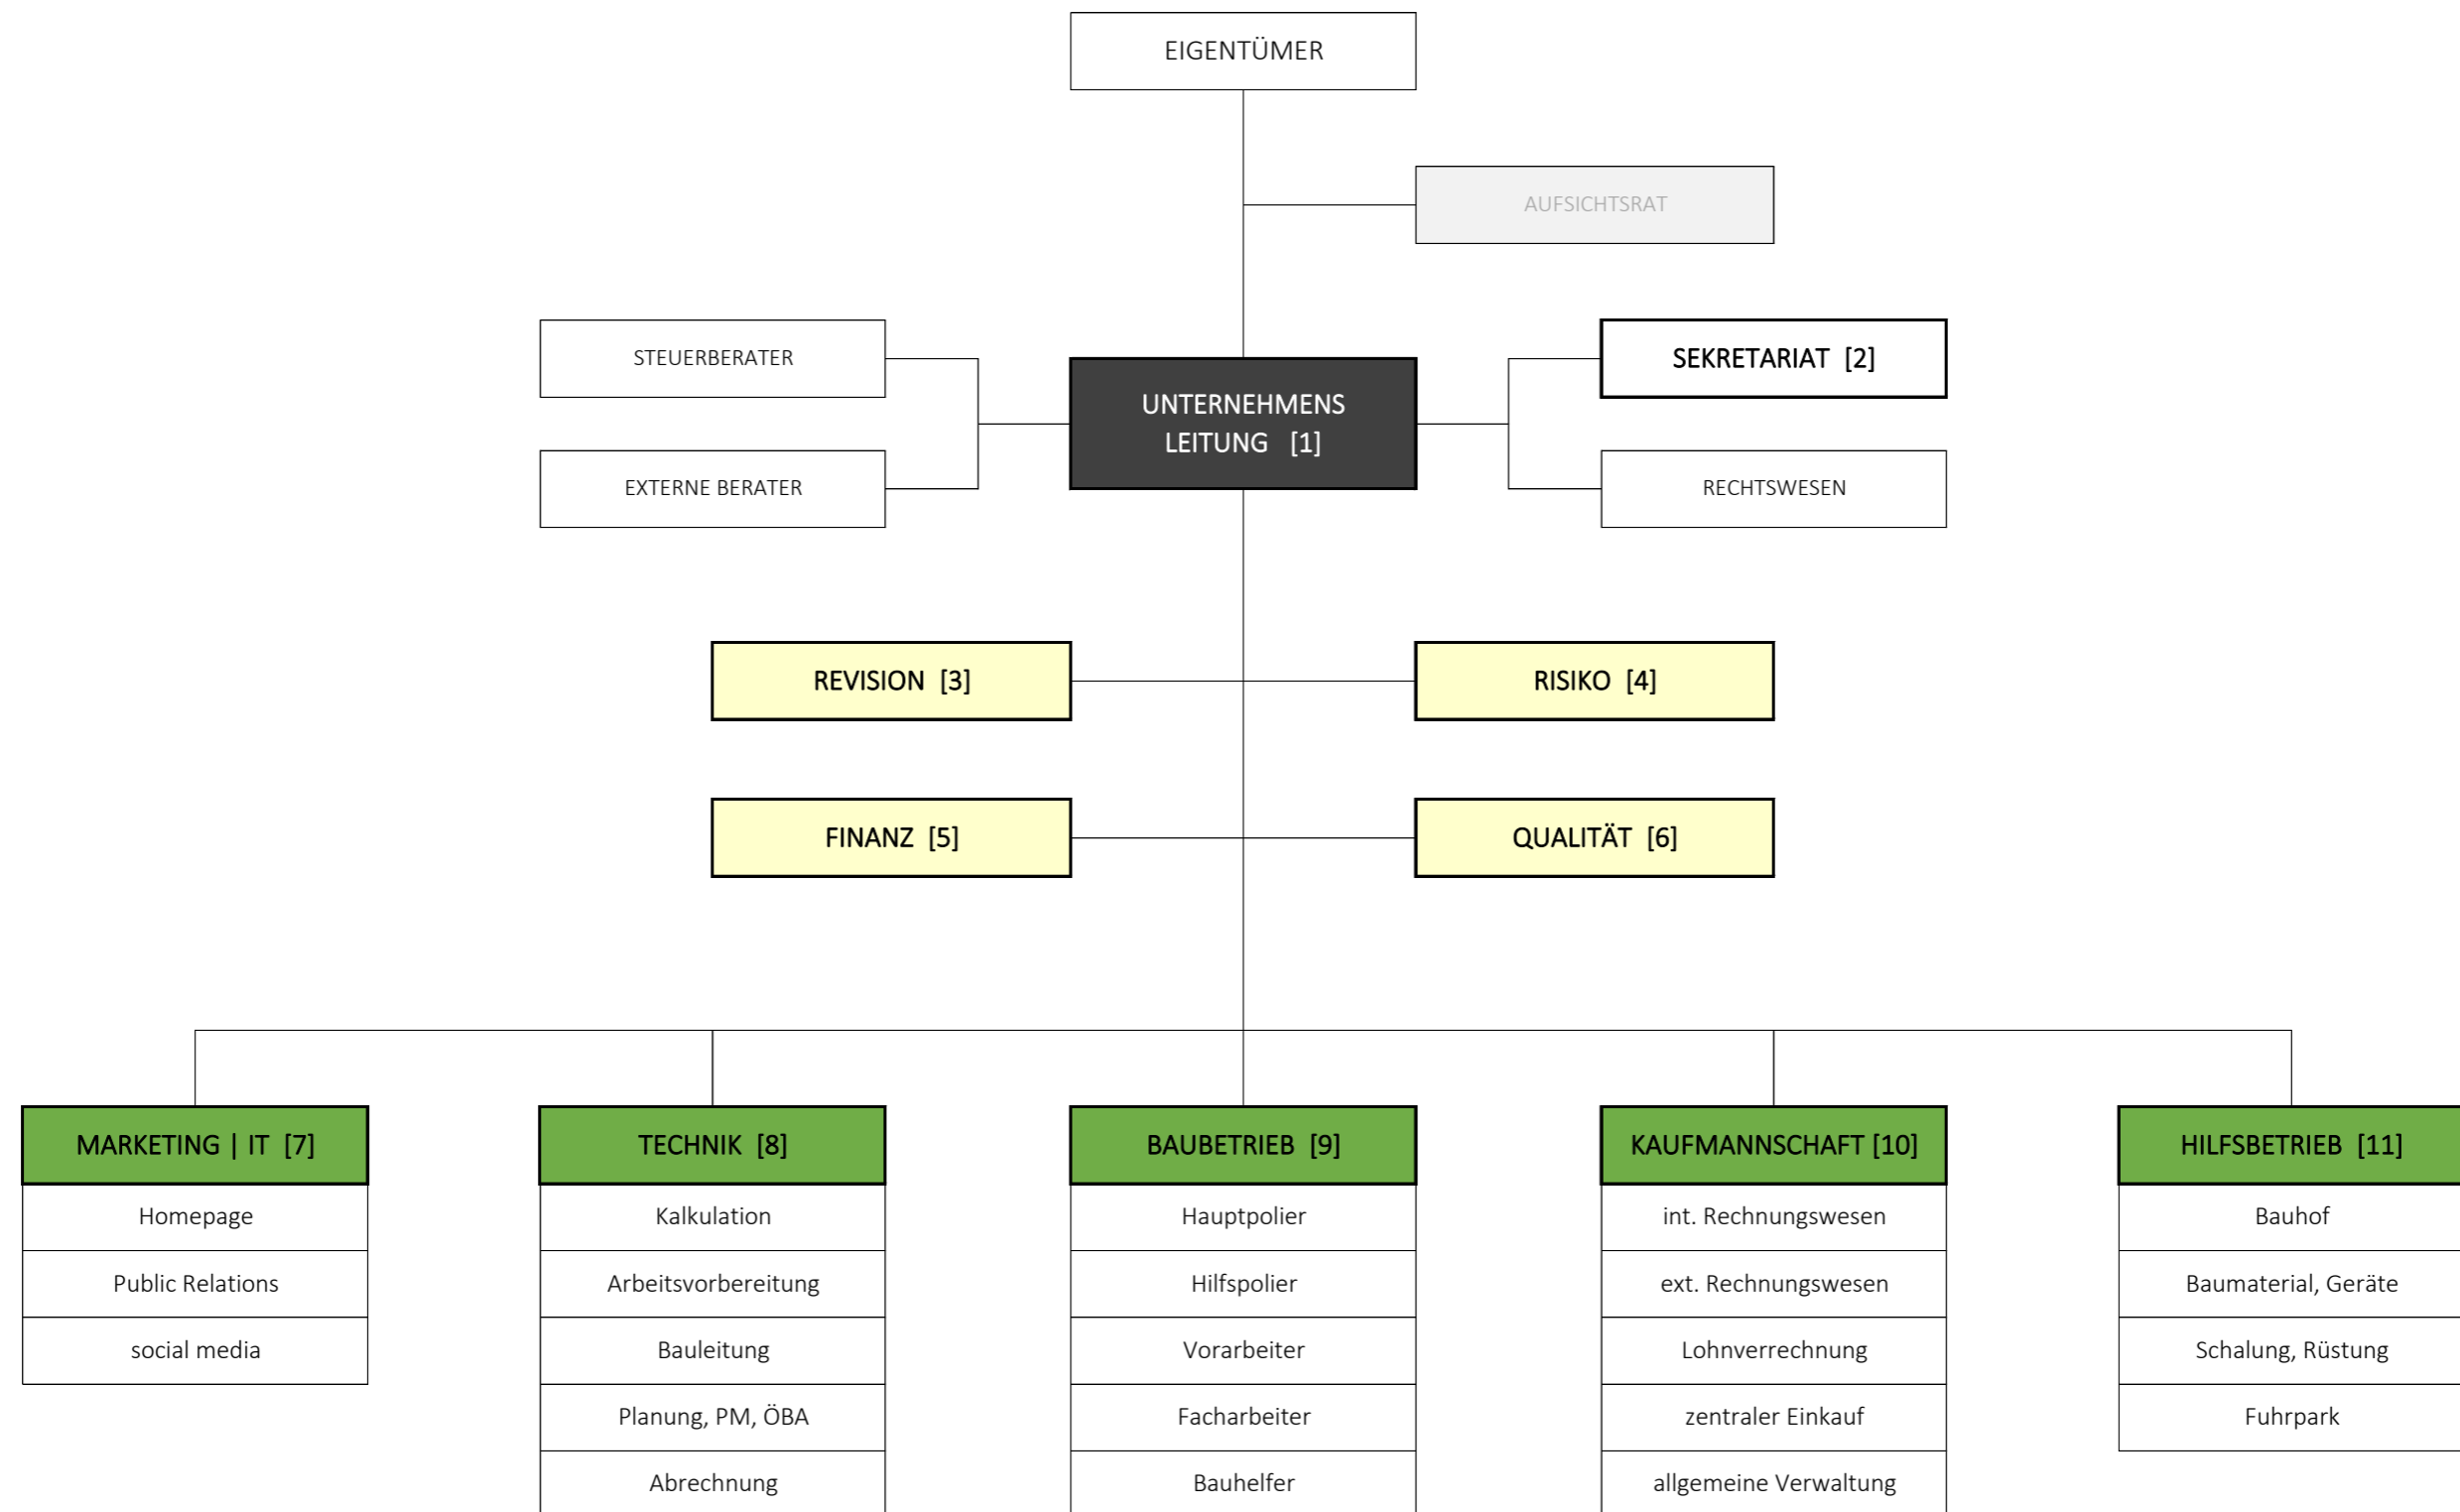 EIGENTÜMER
AUFSICHTSRAT
STEUERBERATER
SEKRETARIAT [2]
UNTERNEHMENS
LEITUNG [1]
EXTERNE BERATER
RECHTSWESEN
REVISION [3]
RISIKO [4]
FINANZ [5]
QUALITÄT [6]
MARKETING | IT [7]
Homepage
Public Relations
social media
TECHNIK [8]
Kalkulation
Arbeitsvorbereitung
Bauleitung
Planung, PM, ÖBA
Abrechnung
BAUBETRIEB [9]
Hauptpolier
Hilfspolier
Vorarbeiter
Facharbeiter
Bauhelfer
KAUFMANNSCHAFT [10]
int. Rechnungswesen
ext. Rechnungswesen
Lohnverrechnung
zentraler Einkauf
allgemeine Verwaltung
HILFSBETRIEB [11]
Bauhof
Baumaterial, Geräte
Schalung, Rüstung
Fuhrpark